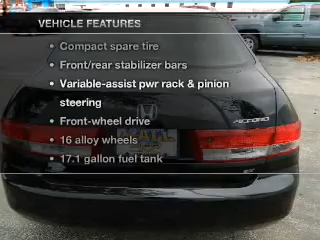 VEHICLE FEATURES
• Compact spare tire
• Front/rear stabilizer bars
• Variable-assist pwr rack & pinion
steering
• Front-wheel drive
• 16 alloy wheels
• 17.1 gallon fuel tank
ACCORD